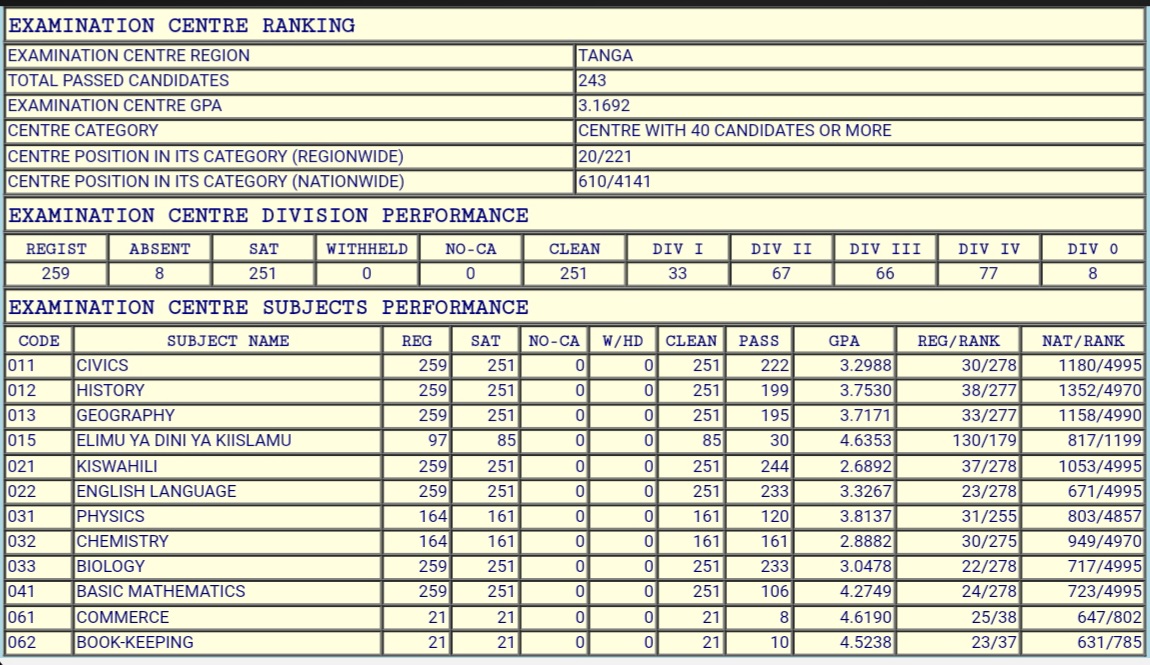 EXAMINATION CENTRE RANKING
EXAMINATION CENTRE REGION TANGA
TOTAL PASSED CANDIDATES 243
EXAMINATION CENTRE GPA 3.1692
CENTRE CATEGORY CENTRE WITH 40 CANDIDATES OR MORE
CENTRE POSITION IN ITS CATEGORY (REGIONWIDE) 20/221
CENTRE POSITION IN ITS CATEGORY (NATIONWIDE) 610/4141
EXAMINATION CENTRE DIVISION PERFORMANCE
REGIST ABSENT SAT WITHHELD NO-CA CLEAN DIV I DIV II DIV III DIV IV DIV 0
259 8 251 0 0 251 33 67 66 77 8
EXAMINATION CENTRE SUBJECTS PERFORMANCE
CODE SUBJECT NAME REG SAT NO-CA W/HD CLEAN PASS GPA REG/RANK NAT/RANK
011 CIVICS 259 251 0 0 251 222 3.2988 30/278 1180/4995
012 HISTORY 259 251 0 0 251 199 3.7530 38/277 1352/4970
013 GEOGRAPHY 259 251 0 0 251 195 3.7171 33/277 1158/4990
015 ELIMU YA DINI YA KIISLAMU 97 85 0 0 85 30 4.6353 130/179 817/1199
021 KISWAHILI 259 251 0 0 251 244 2.6892 37/278 1053/4995
022 ENGLISH LANGUAGE 259 251 0 0 251 233 3.3267 23/278 671/4995
031 PHYSICS 164 161 0 0 161 120 3.8137 31/255 803/4857
032 CHEMISTRY 164 161 0 0 161 161 2.8882 30/275 949/4970
033 BIOLOGY 259 251 0 0 251 233 3.0478 22/278 717/4995
041 BASIC MATHEMATICS 259 251 0 0 251 106 4.2749 24/278 723/4995
061 COMMERCE 21 21 0 0 21 8 4.6190 25/38 647/802
062 BOOK-KEEPING 21 21 0 0 21 10 4.5238 23/37 631/785